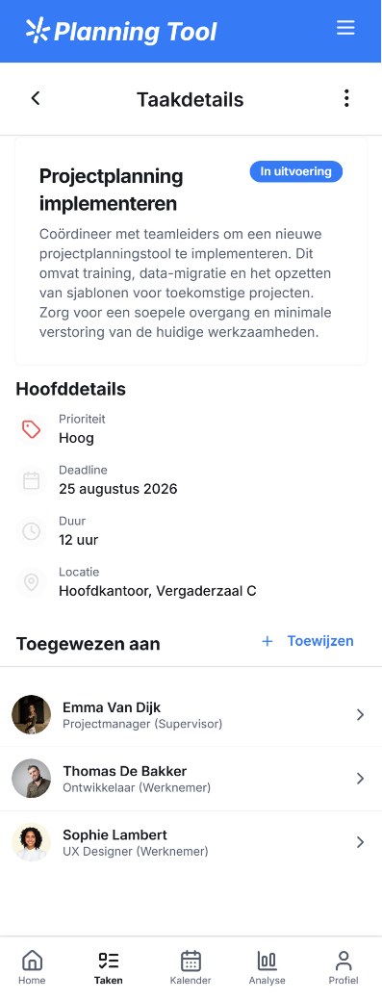 Planning Tool
Taakdetails
Projectplanning
implementeren
In uitvoering
Coördineer met teamleiders om een nieuwe
projectplanningstool te implementeren. Dit
omvat training, data-migratie en het opzetten
van sjablonen voor toekomstige projecten.
Zorg voor een soepele overgang en minimale
verstoring van de huidige werkzaamheden.
Hoofddetails
Prioriteit
Hoog
Deadline
25 augustus 2026
Duur
12 uur
Locatie
Hoofdkantoor, Vergaderzaal C
Toegewezen aan
+ Toewijzen
Emma Van Dijk
Projectmanager (Supervisor)
Thomas De Bakker
Ontwikkelaar (Werknemer)
Sophie Lambert
UX Designer (Werknemer)
Home
Taken
Kalender
Analyse
Profiel